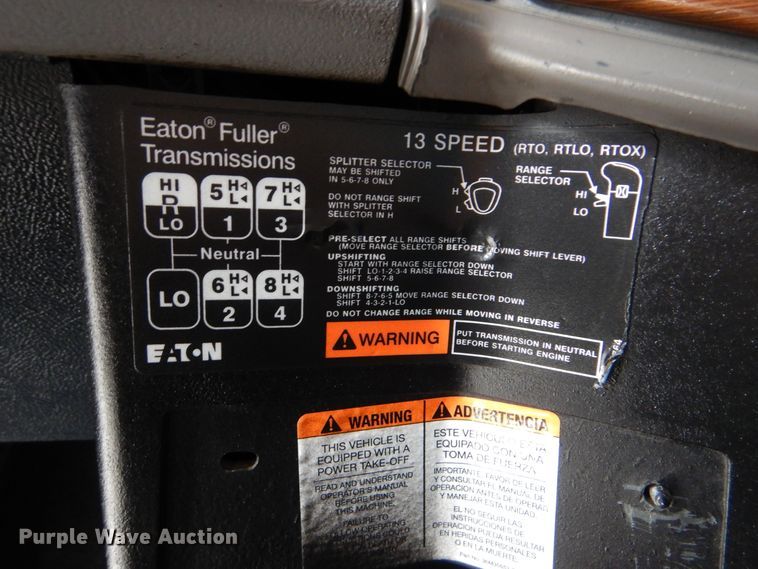 Eaton® Fuller®
Transmissions
13 SPEED (RTO, RTLO, RTOX)
HI
R
LO
5 H L
1
7 H L
3
Neutral
LO
6 H L
2
8 H L
4
EATON
SPLITTER SELECTOR
MAY BE SHIFTED
IN 5-6-7-8 ONLY
DO NOT RANGE SHIFT
WITH SPLITTER
SELECTOR IN H
H
L
RANGE
SELECTOR
HI
LO
PRE-SELECT ALL RANGE SHIFTS
(MOVE RANGE SELECTOR BEFORE MOVING SHIFT LEVER)
UPSHIFTING
START WITH RANGE SELECTOR DOWN
SHIFT LO-1-2-3-4 RAISE RANGE SELECTOR
SHIFT 5-6-7-8
DOWNSHIFTING
SHIFT 8-7-6-5 MOVE RANGE SELECTOR DOWN
SHIFT 4-3-2-1-LO
DO NOT CHANGE RANGE WHILE MOVING IN REVERSE
WARNING
PUT TRANSMISSION IN NEUTRAL
BEFORE STARTING ENGINE
WARNING
THIS VEHICLE IS
EQUIPPED WITH A
POWER TAKE-OFF
READ AND UNDERSTAND
OPERATOR'S MANUAL
BEFORE USING
THIS MACHINE.
FAILURE TO
FOLLOW OPERATING
ADVERTENCIA
ESTE VEHICULO ESTA
EQUIPADO CON UNA
TOMA DE FUERZA
IMPORTANTE, FAVOR DE LEER
Y CONSULTAR EL MANUAL DE
OPERACION ANTES DE OPERAR
Y MANEJAR ESTA UNIDAD.
EL NO SEGUIR LAS
INSTRUCCIONES DE
OPERACION PUEDA RESULTAR
EN HERIDAS PERSONALES
O EN LA MUERTE.
Purple Wave Auction